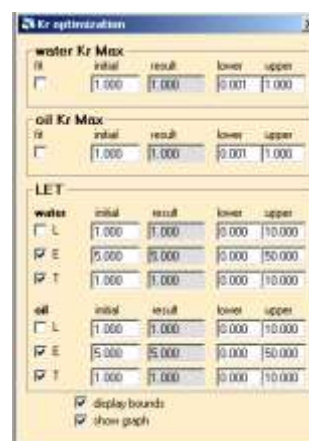 Kr optimization
water Kr Max
fit initial result lower upper
1.000 1.000 0.001 1.000
oil Kr Max
fit initial result lower upper
1.000 1.000 0.001 1.000
LET
water initial result lower upper
L 1.000 1.000 0.000 10.000
E 5.000 5.000 0.000 50.000
T 1.000 1.000 0.000 10.000
oil initial result lower upper
L 1.000 1.000 0.000 10.000
E 5.000 5.000 0.000 50.000
T 1.000 1.000 0.000 10.000
display bounds
show graph